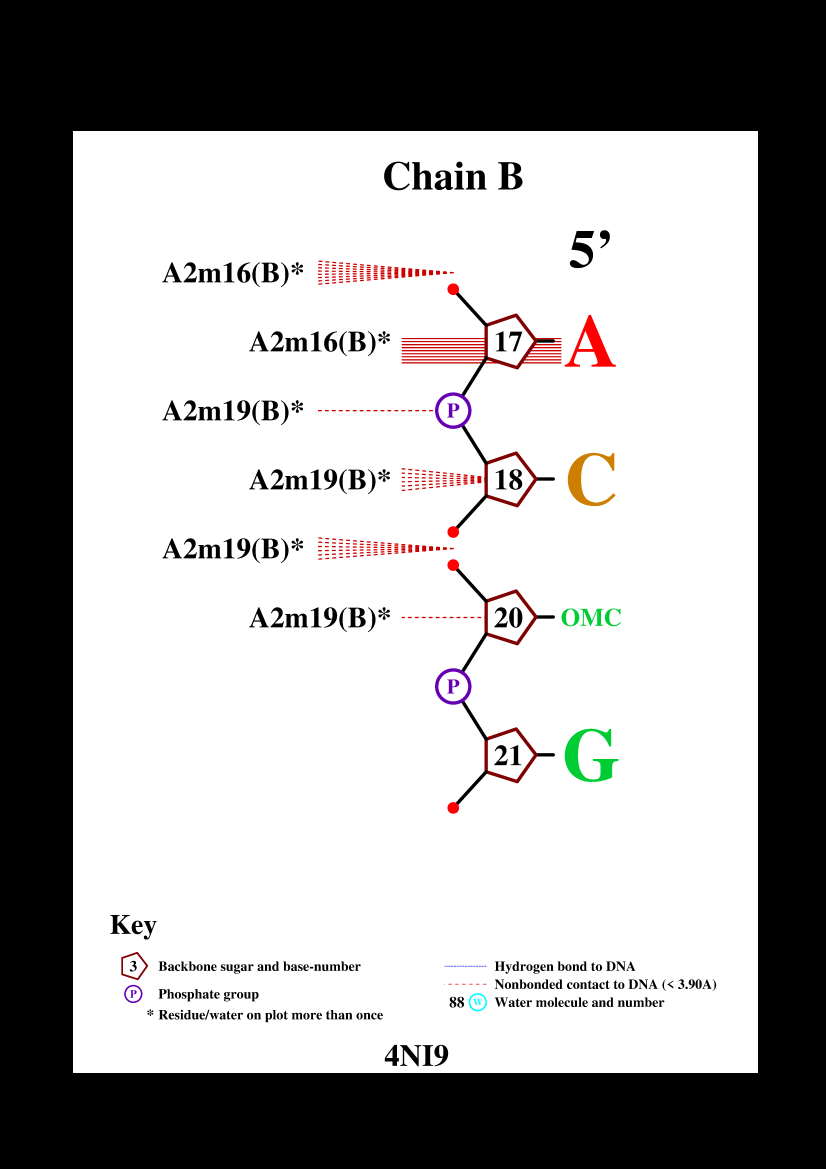 Chain B
5’
A2m16(B)*
A2m16(B)* 17 A
A2m19(B)* P
A2m19(B)* 18 C
A2m19(B)*
A2m19(B)* 20 OMC
P
21 G
Key
3 Backbone sugar and base-number
P Phosphate group
* Residue/water on plot more than once
Hydrogen bond to DNA
Nonbonded contact to DNA (< 3.90A)
88 W Water molecule and number
4NI9